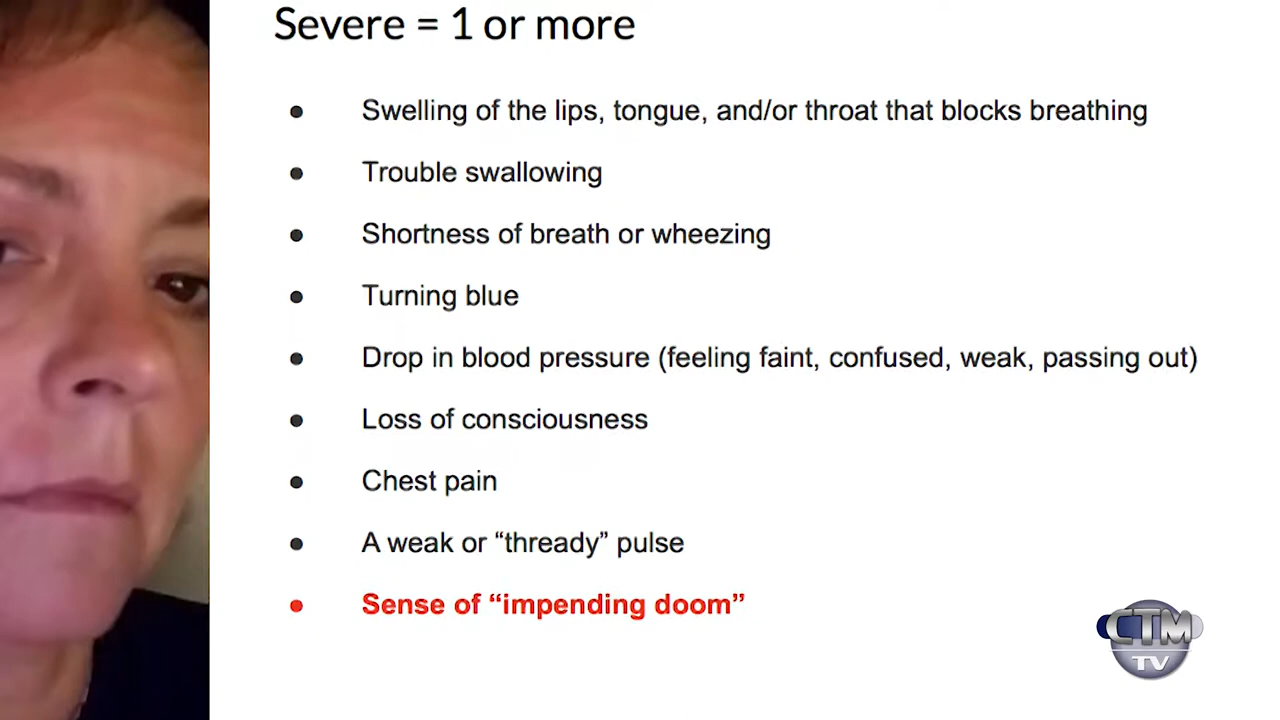 Severe = 1 or more
● Swelling of the lips, tongue, and/or throat that blocks breathing
● Trouble swallowing
● Shortness of breath or wheezing
● Turning blue
● Drop in blood pressure (feeling faint, confused, weak, passing out)
● Loss of consciousness
● Chest pain
● A weak or “thready” pulse
● Sense of “impending doom”
CTM
TV